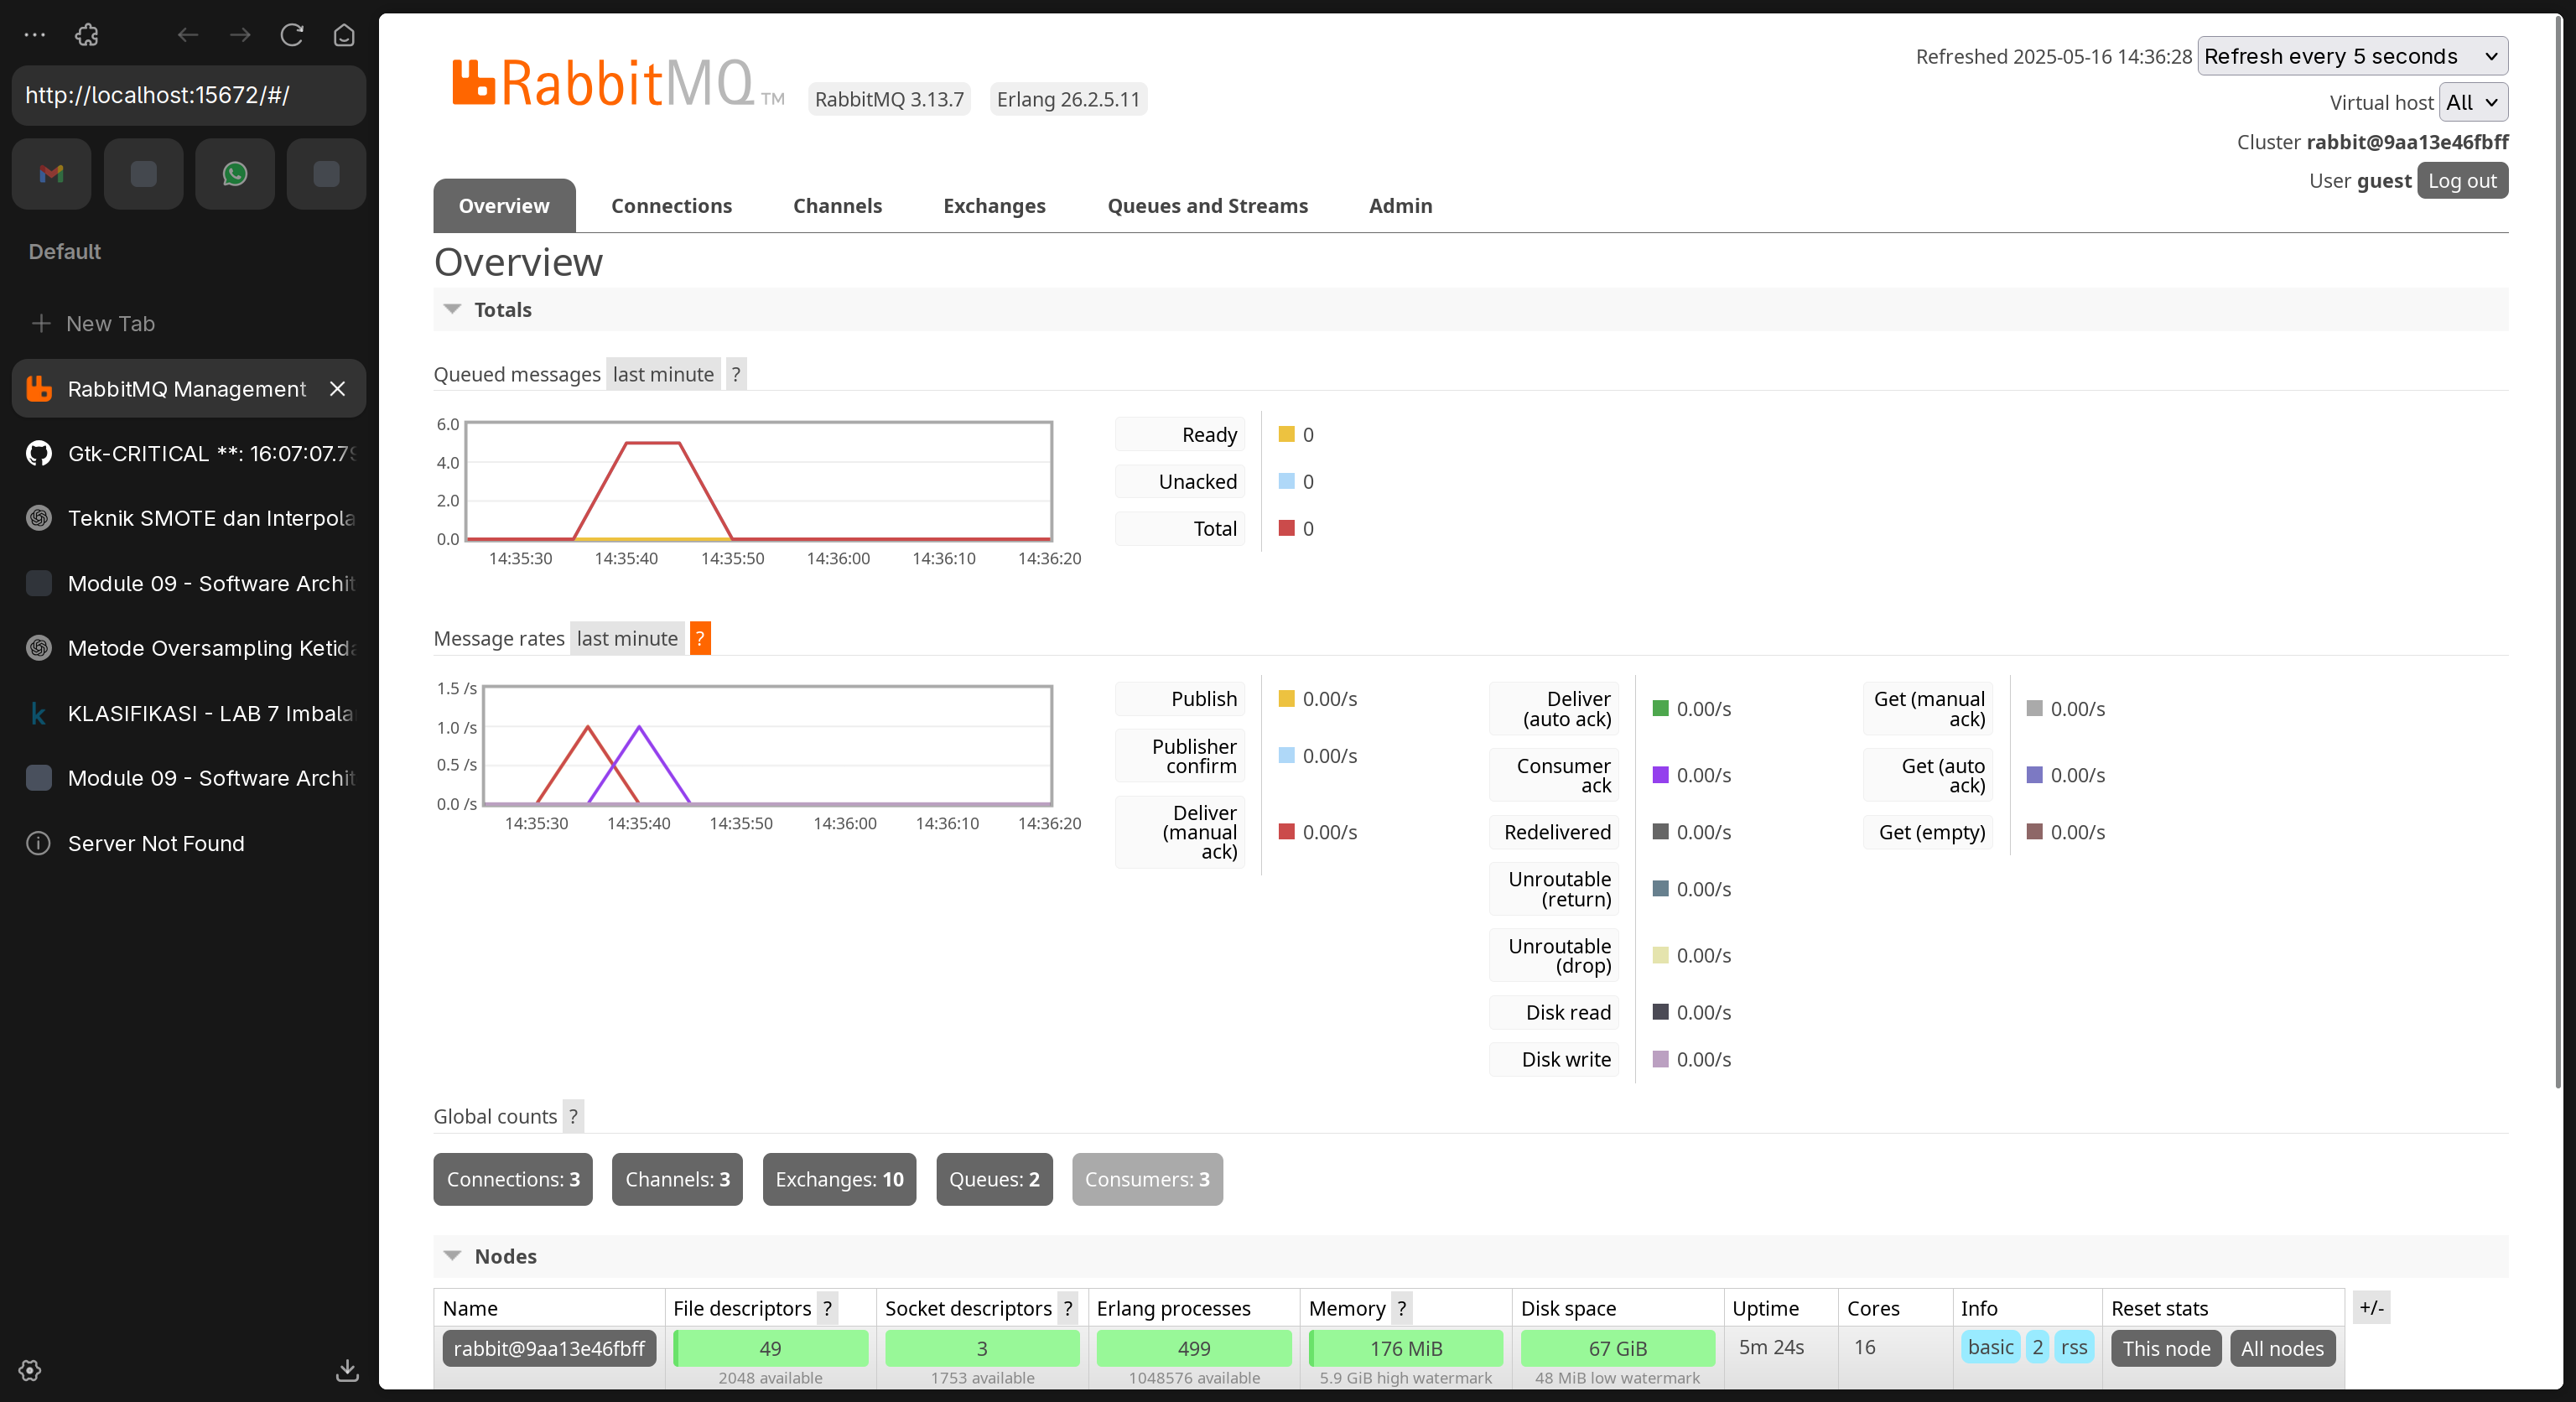 http://localhost:15672/#/
Default
New Tab
RabbitMQ Management
Gtk-CRITICAL **: 16:07:07.79
Teknik SMOTE dan Interpola
Module 09 - Software Archit
Metode Oversampling Ketida
KLASIFIKASI - LAB 7 Imbala
Module 09 - Software Archit
Server Not Found
RabbitMQ TM
RabbitMQ 3.13.7 Erlang 26.2.5.11
Refreshed 2025-05-16 14:36:28 Refresh every 5 seconds
Virtual host All
Cluster rabbit@9aa13e46fbff
User guest Log out
Overview Connections Channels Exchanges Queues and Streams Admin
Overview
Totals
Queued messages last minute ?
6.0
4.0
2.0
0.0
14:35:30 14:35:40 14:35:50 14:36:00 14:36:10 14:36:20
Ready 0
Unacked 0
Total 0
Message rates last minute ?
1.5 /s
1.0 /s
0.5 /s
0.0 /s
14:35:30 14:35:40 14:35:50 14:36:00 14:36:10 14:36:20
Publish 0.00/s
Publisher
confirm 0.00/s
Deliver
(manual 0.00/s
ack)
Deliver
(auto ack) 0.00/s
Consumer
ack 0.00/s
Redelivered 0.00/s
Unroutable
(return) 0.00/s
Unroutable
(drop) 0.00/s
Disk read 0.00/s
Disk write 0.00/s
Get (manual
ack) 0.00/s
Get (auto
ack) 0.00/s
Get (empty) 0.00/s
Global counts ?
Connections: 3 Channels: 3 Exchanges: 10 Queues: 2 Consumers: 3
Nodes
Name File descriptors ? Socket descriptors ? Erlang processes Memory ? Disk space Uptime Cores Info Reset stats +/-
rabbit@9aa13e46fbff 49 3 499 176 MiB 67 GiB 5m 24s 16 basic 2 rss This node All nodes
2048 available 1753 available 1048576 available 5.9 GiB high watermark 48 MiB low watermark